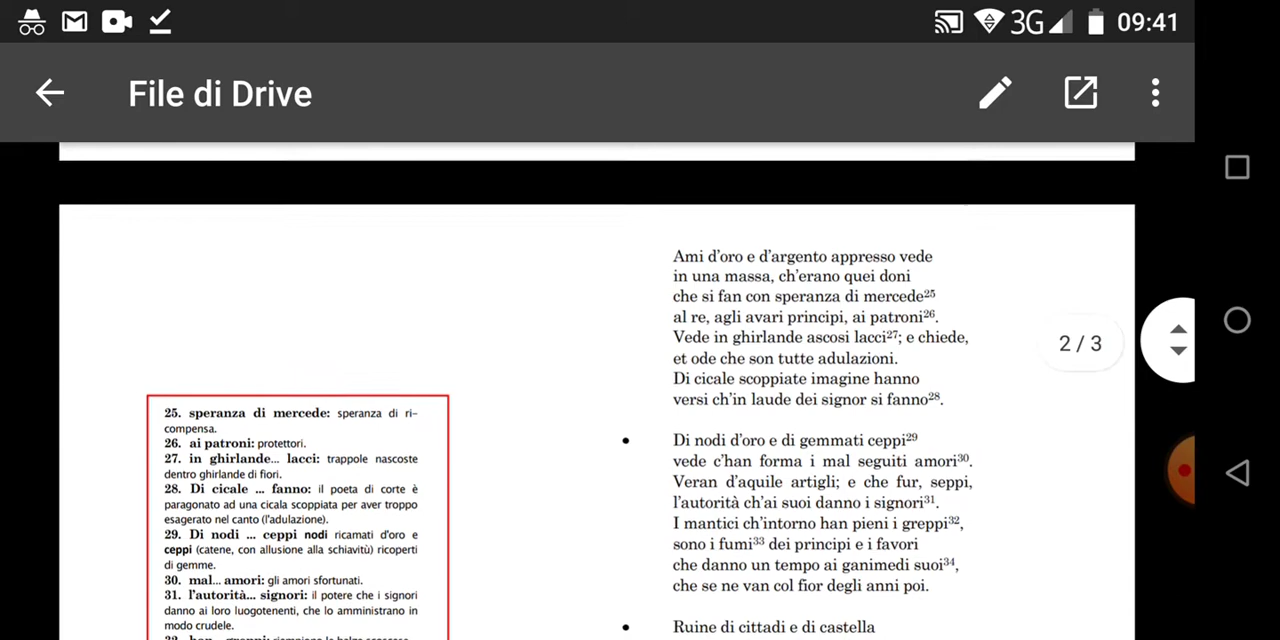 3G 09:41
File di Drive
Ami d'oro e d'argento appresso vede
in una massa, ch'erano quei doni
che si fan con speranza di mercede25
al re, agli avari principi, ai patroni26.
Vede in ghirlande ascosi lacci27; e chiede,
et ode che son tutte adulazioni.
Di cicale scoppiate imagine hanno
versi ch'in laude dei signor si fanno28.
2 / 3
25. speranza di mercede: speranza di ri-
compensa.
26. ai patroni: protettori.
27. in ghirlande... lacci: trappole nascoste
dentro ghirlande di fiori.
28. Di cicale ... fanno: il poeta di corte è
paragonato ad una cicala scoppiata per aver troppo
esagerato nel canto (l'adulazione).
29. Di nodi ... ceppi nodi ricamati d'oro e
ceppi (catene, con allusione alla schiavitù) ricoperti
di gemme.
30. mal... amori: gli amori sfortunati.
31. l'autorità... signori: il potere che i signori
danno ai loro luogotenenti, che lo amministrano in
modo crudele.
• Di nodi d'oro e di gemmati ceppi29
vede c'han forma i mal seguiti amori30.
Veran d'aquile artigli; e che fur, seppi,
l'autorità ch'ai suoi danno i signori31.
I mantici ch'intorno han pieni i greppi32,
sono i fumi33 dei principi e i favori
che danno un tempo ai ganimedi suoi34,
che se ne van col fior degli anni poi.
• Ruine di cittadi e di castella